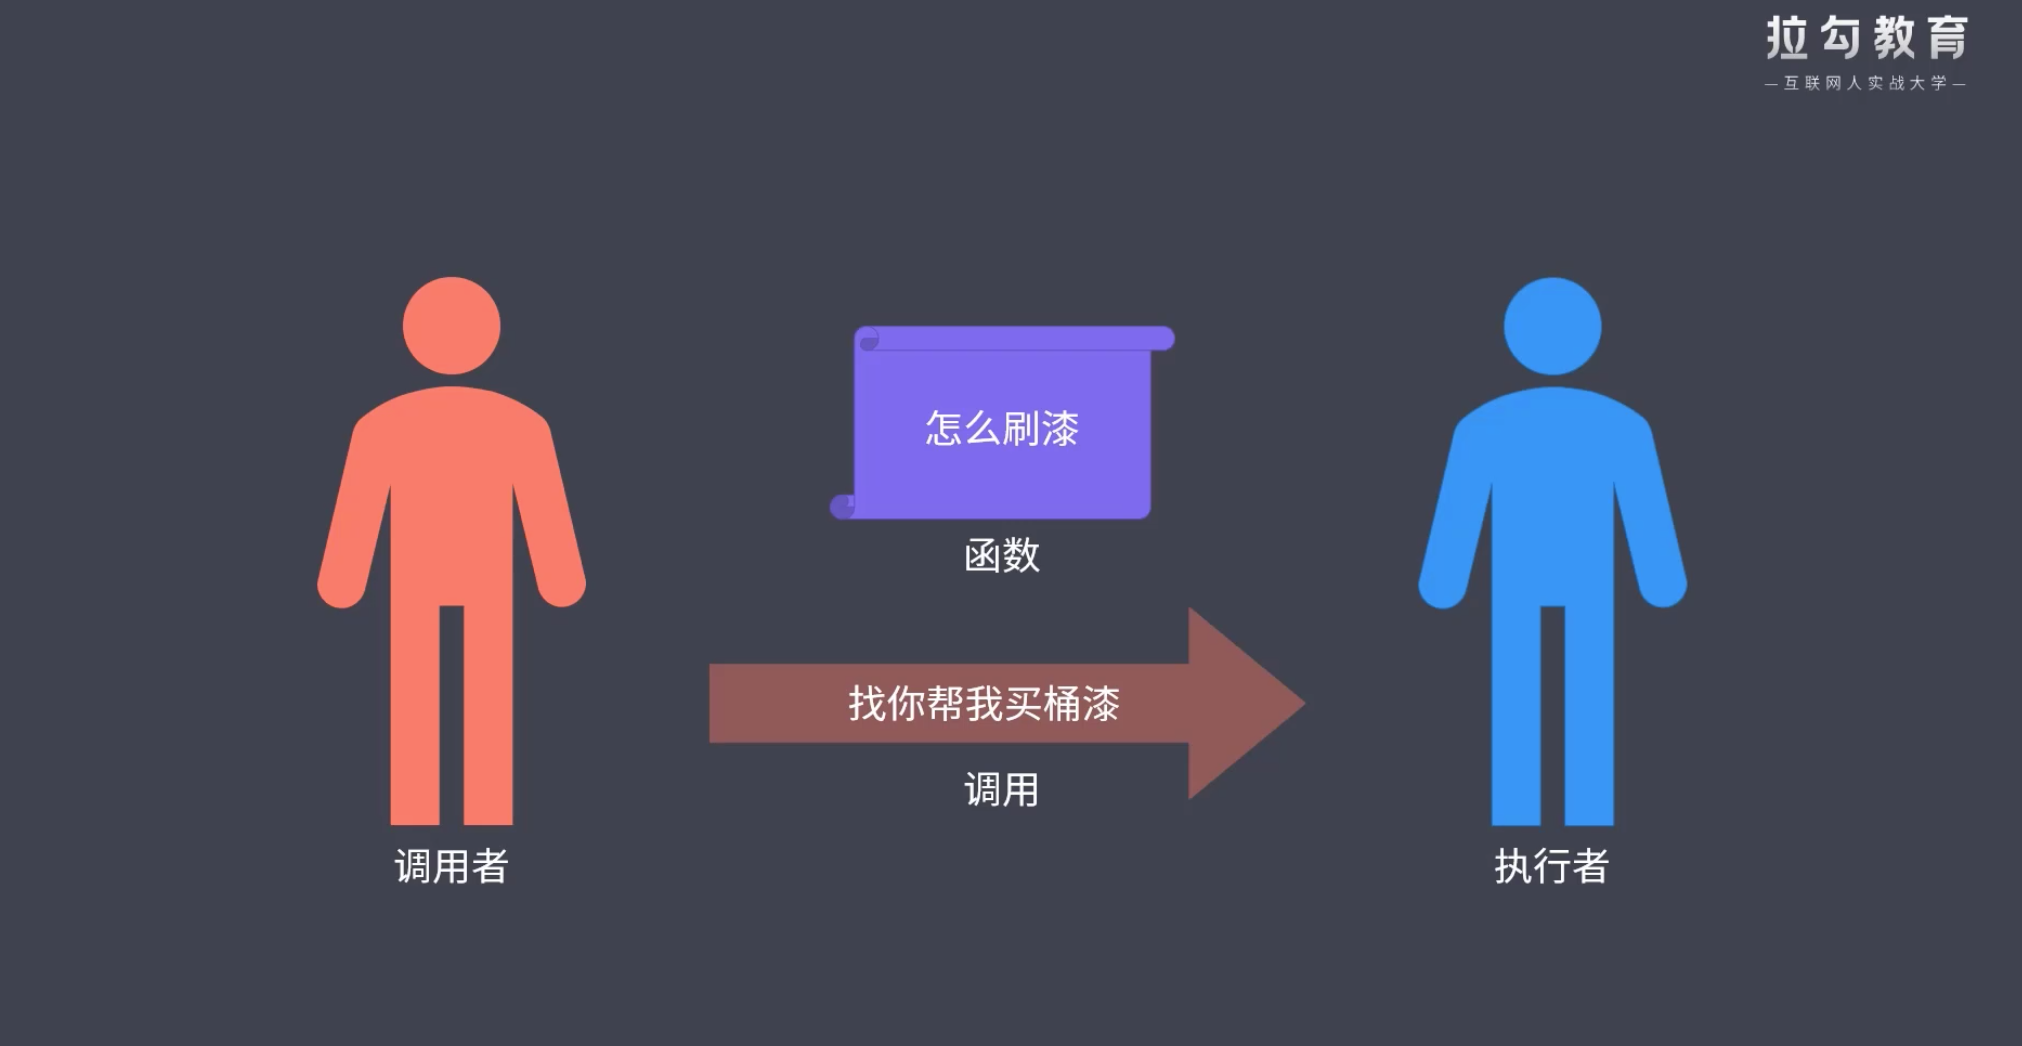 拉勾教育
—互联网人实战大学—
怎么刷漆
函数
找你帮我买桶漆
调用
调用者
执行者